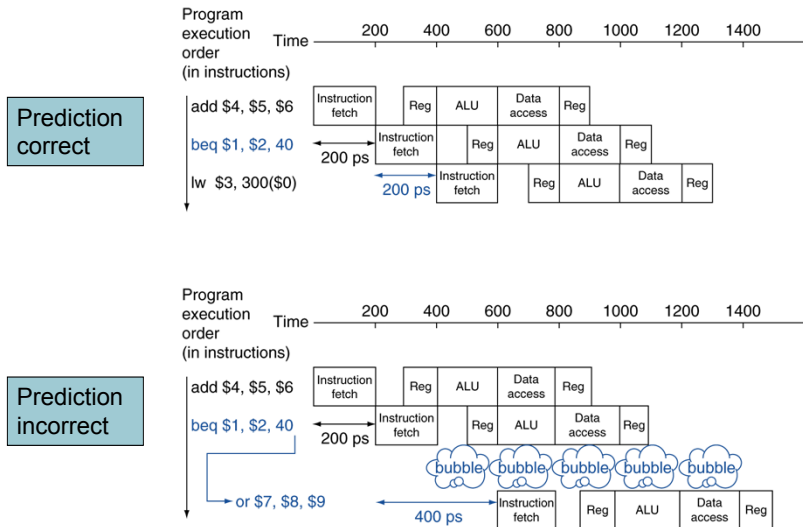 Program
execution
order
(in instructions)
Time
200 400 600 800 1000 1200 1400
Prediction
correct
add $4, $5, $6
Instruction
fetch
Reg
ALU
Data
access
Reg
beq $1, $2, 40
200 ps
Instruction
fetch
Reg
ALU
Data
access
Reg
lw $3, 300($0)
200 ps
Instruction
fetch
Reg
ALU
Data
access
Reg
Program
execution
order
(in instructions)
Time
200 400 600 800 1000 1200 1400
Prediction
incorrect
add $4, $5, $6
Instruction
fetch
Reg
ALU
Data
access
Reg
beq $1, $2, 40
200 ps
Instruction
fetch
Reg
ALU
Data
access
Reg
bubble bubble bubble bubble bubble
or $7, $8, $9
400 ps
Instruction
fetch
Reg
ALU
Data
access
Reg